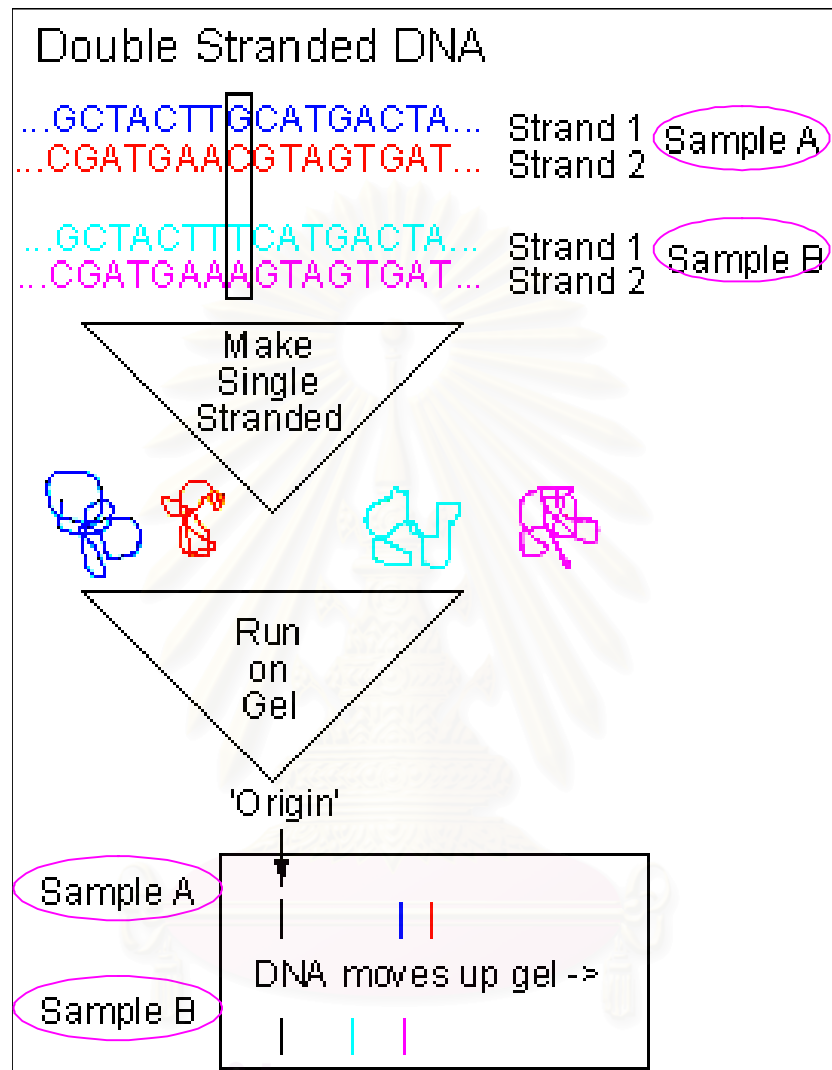 Double Stranded DNA
...GCTACTTGCATGACTA... Strand 1
...CGATGAACGTAGTGAT... Strand 2
Sample A
...GCTACTTTCATGACTA... Strand 1
...CGATGAAAGTAGTGAT... Strand 2
Sample B
Make
Single
Stranded
Run
on
Gel
'Origin'
Sample A
DNA moves up gel ->
Sample B